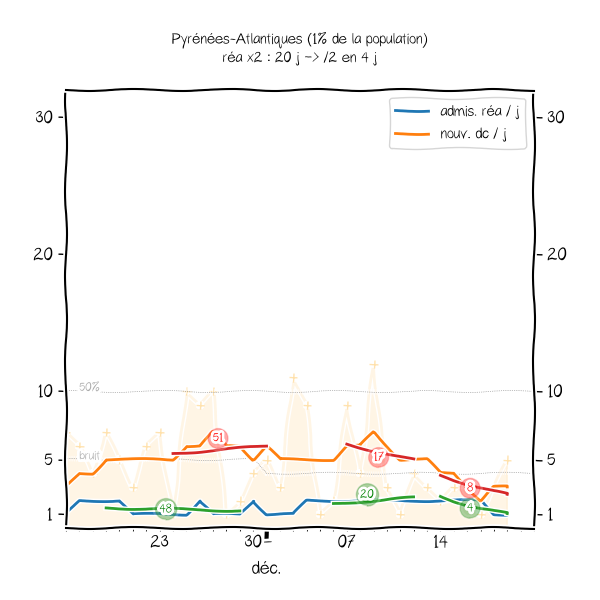 Pyrénées-Atlantiques (1% de la population)
réa x2 : 20 j -> /2 en 4 j
admis. réa / j
nouv. dc / j
30 30
20 20
10 10
50%
51
bruit
5 5
17
8
20
48
4
1 1
23 30 07 14
déc.